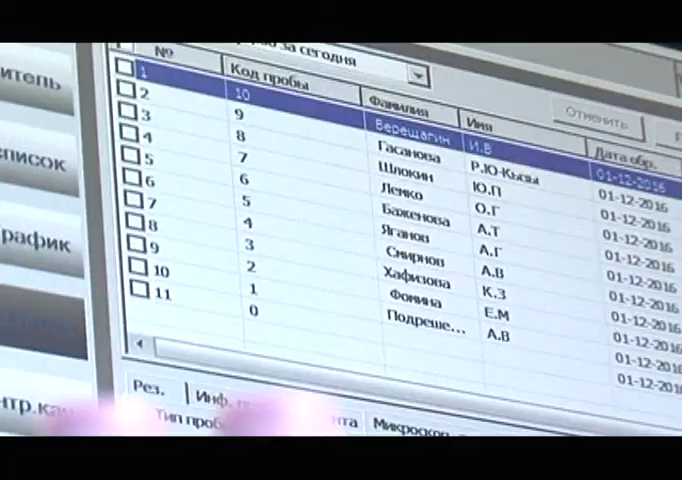 за сегодня
№ Код пробы Фамилия Имя Дата обр.
Отменить
1 10 Верещагин И.В 01-12-2016
2 9 Гасанова Р.Ю-Кызы 01-12-2016
3 8 Шлокин Ю.П 01-12-2016
4 7 Лемко О.Г 01-12-2016
5 6 Баженова А.Т 01-12-2016
6 5 Яганов А.Г 01-12-2016
7 4 Смирнов А.В 01-12-2016
8 3 Хафизова К.З 01-12-2016
9 2 Фомина Е.М 01-12-2016
10 1 Подреше... А.В 01-12-2016
11 0 01-12-2016
итель
список
рафик
нтр.кан
Рез. Инф.
Тип проб нта Микроскоп